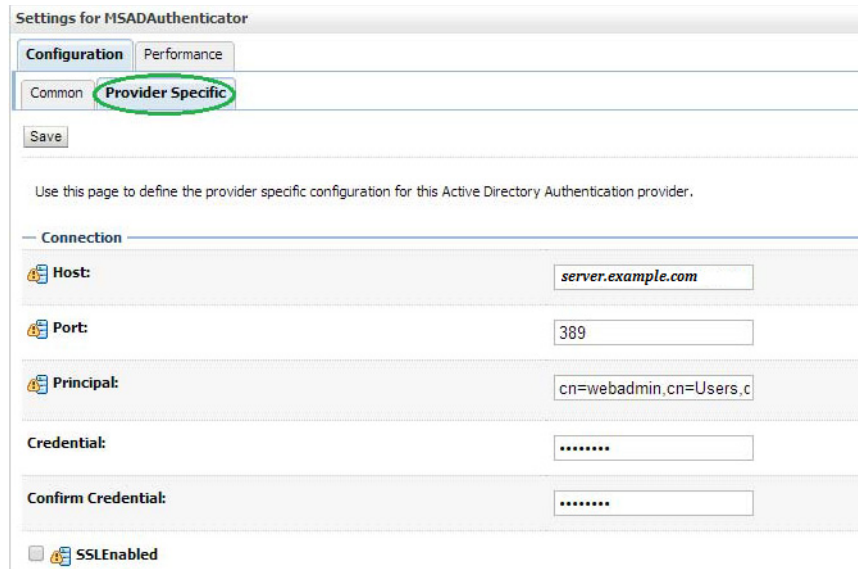 Settings for MSADAuthenticator
Configuration Performance
Common Provider Specific
Save
Use this page to define the provider specific configuration for this Active Directory Authentication provider.
Connection
Host: server.example.com
Port: 389
Principal: cn=webadmin,cn=Users,c
Credential: ••••••••
Confirm Credential: ••••••••
SSLEnabled